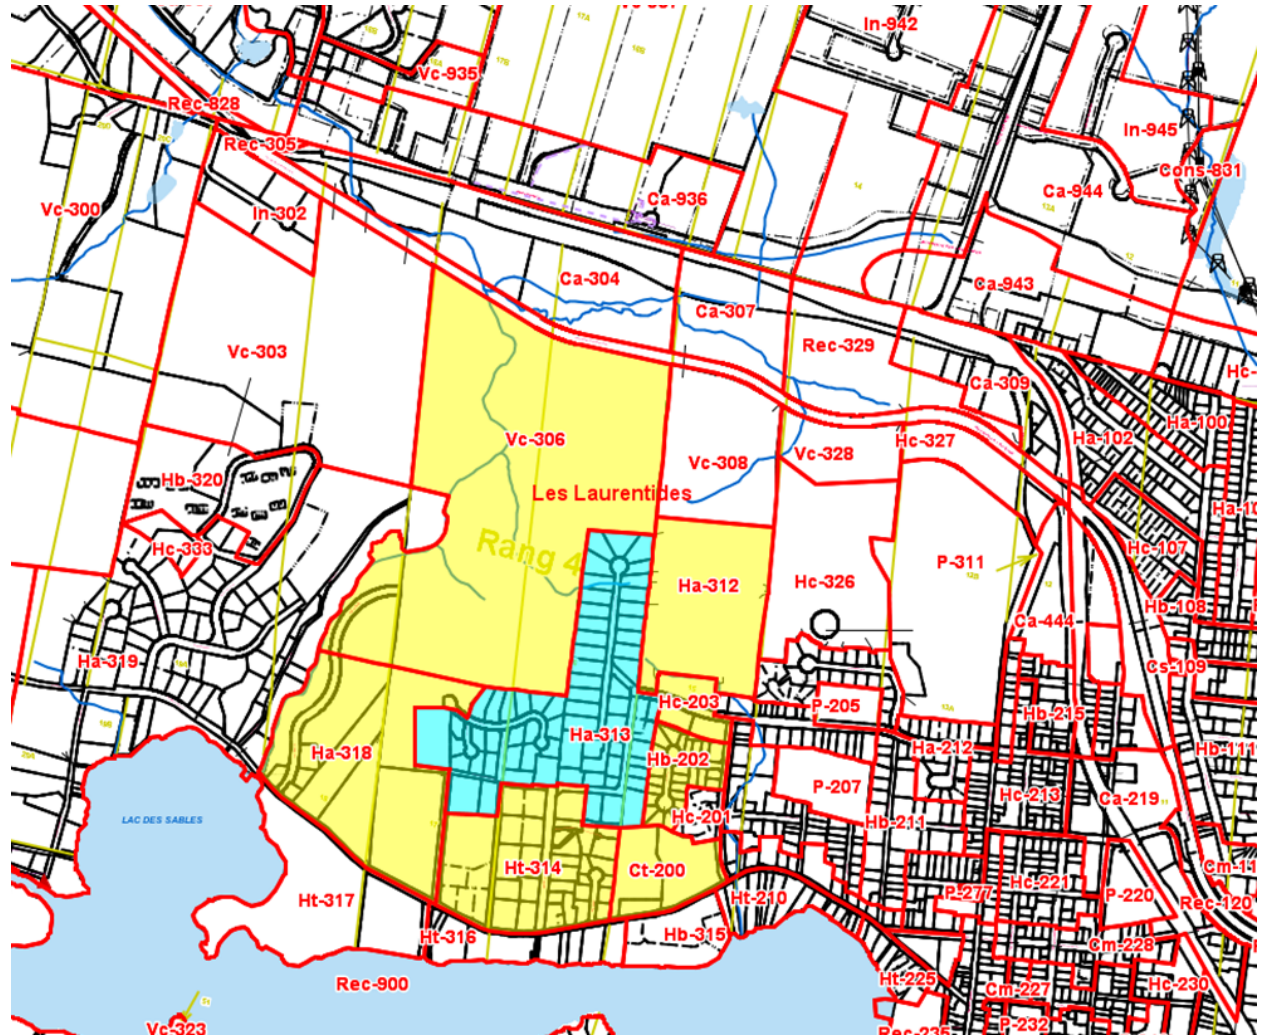 In-942
Vc-935
Rec-828
In-945
Rec-305
Cons-831
Ca-944
Ca-936
Vc-300
In-302
Ca-304
Ca-943
Ca-307
Rec-329
Vc-303
Ca-309
Ha-100
Vc-306
Hc-327
Ha-102
Vc-328
Vc-308
Hb-320
Les Laurentides
Rang 4
Hc-333
Hc-107
P-311
Ha-312
Hc-326
Hb-108
Ca-444
Ha-319
Cs-109
Hc-203
P-205
Hb-215
Ha-313
Ha-212
Ha-318
Hb-202
P-207
Hc-213
Ca-219
LAC DES SABLES
Hc-201
Hb-211
Ht-314
Ct-200
Hc-221
P-277
P-220
Ht-317
Ht-210
Rec-120
Ht-316
Hb-315
Cm-228
Rec-900
Ht-225
Cm-227
Hc-230
Vc-323
P-232
Rec-235